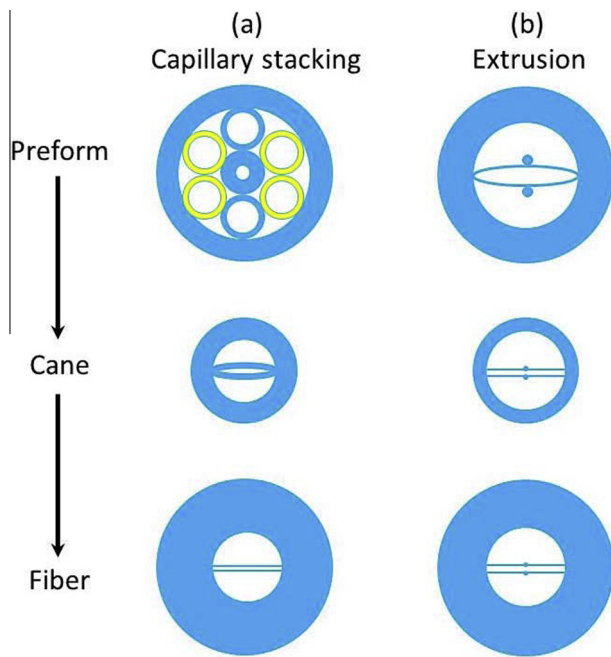 (a)
Capillary stacking
(b)
Extrusion
Preform
Cane
Fiber